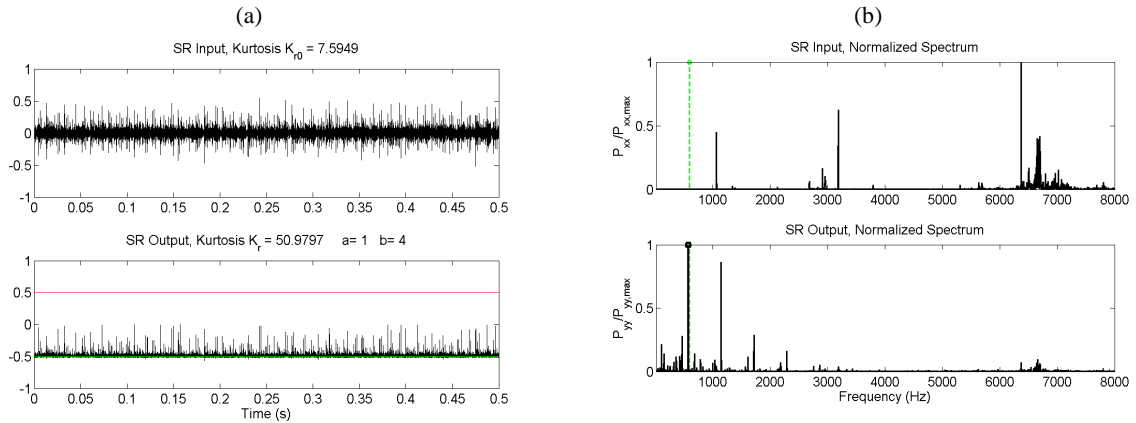 (a)
SR Input, Kurtosis K_r0 = 7.5949
1
0.5
0
-0.5
-1
0 0.05 0.1 0.15 0.2 0.25 0.3 0.35 0.4 0.45 0.5
SR Output, Kurtosis K_r = 50.9797 a= 1 b= 4
1
0.5
0
-0.5
-1
0 0.05 0.1 0.15 0.2 0.25 0.3 0.35 0.4 0.45 0.5
Time (s)
(b)
SR Input, Normalized Spectrum
P_xx/P_xx,max
1
0.5
0
1000 2000 3000 4000 5000 6000 7000 8000
SR Output, Normalized Spectrum
P_yy/P_yy,max
1
0.5
0
1000 2000 3000 4000 5000 6000 7000 8000
Frequency (Hz)